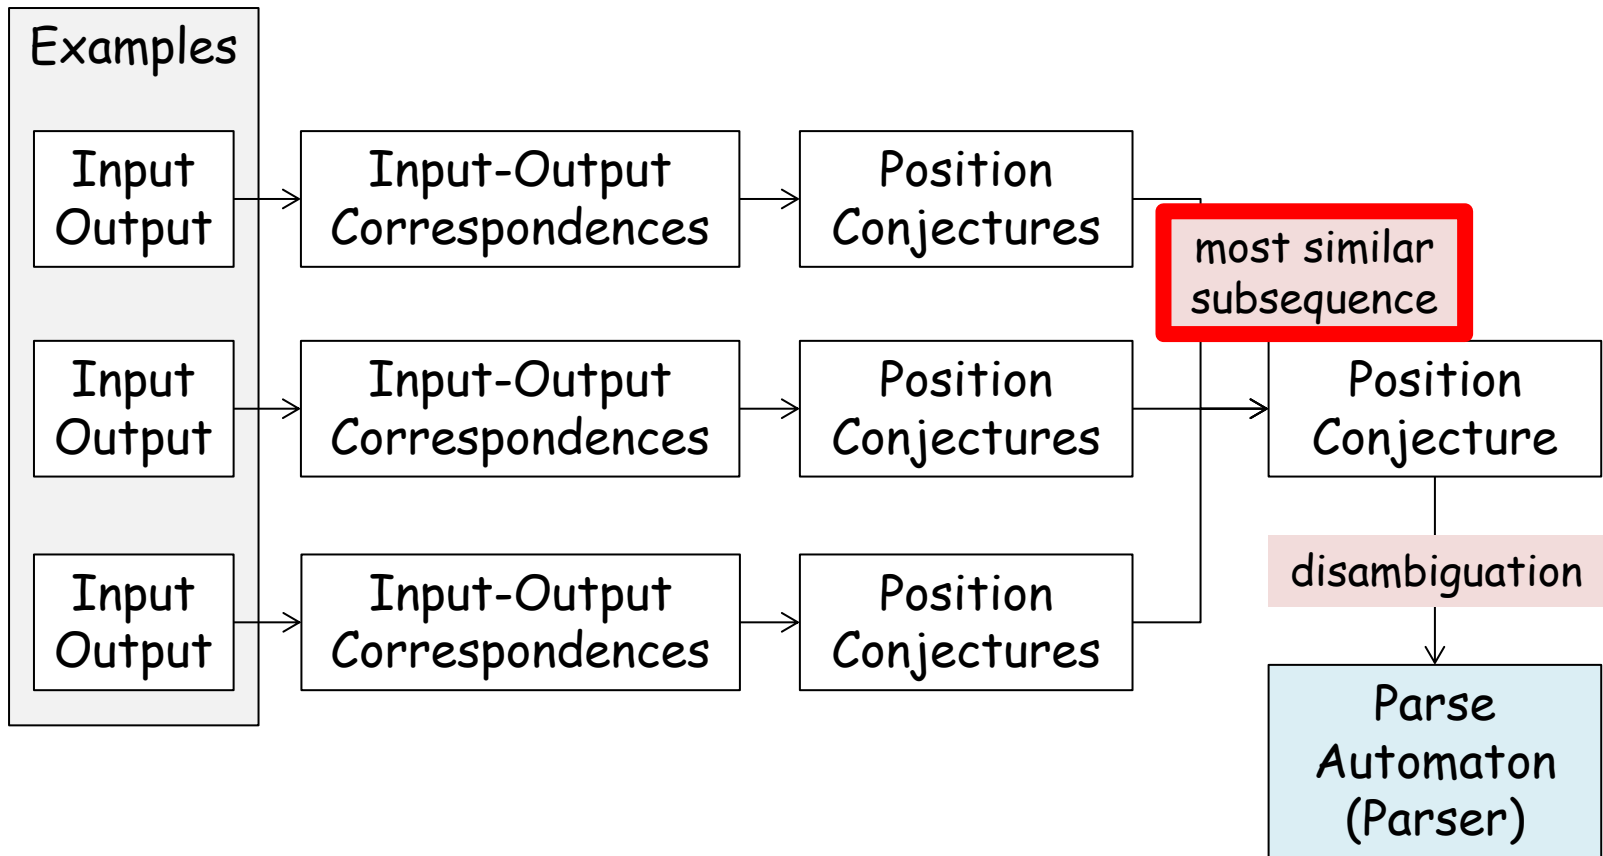 Examples
Input
Output
Input-Output
Correspondences
Position
Conjectures
most similar
subsequence
Input
Output
Input-Output
Correspondences
Position
Conjectures
Position
Conjecture
disambiguation
Input
Output
Input-Output
Correspondences
Position
Conjectures
Parse
Automaton
(Parser)